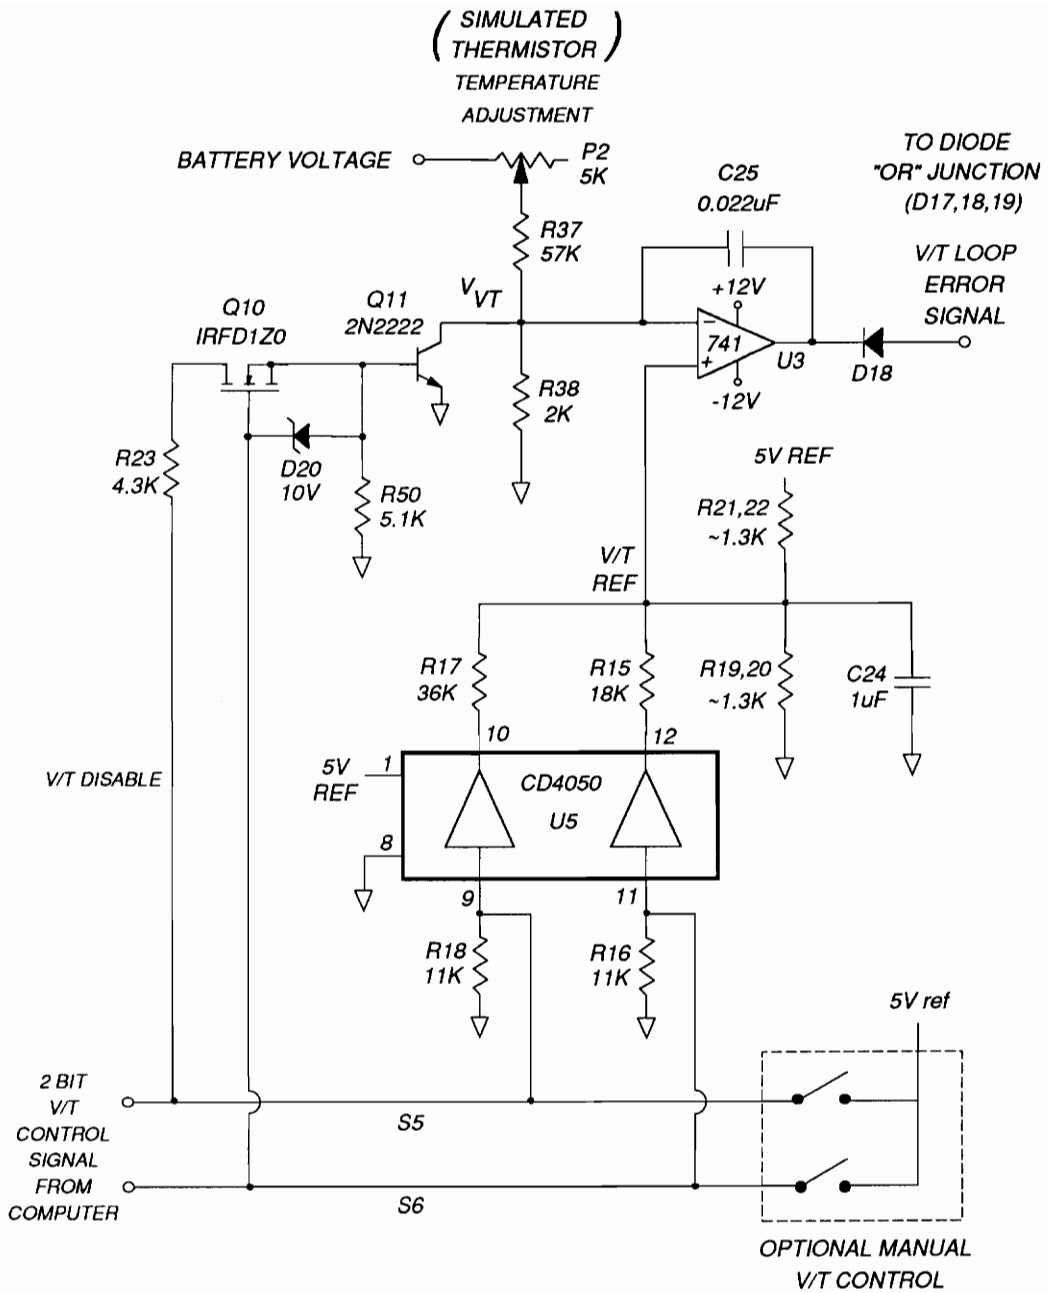 ( SIMULATED
THERMISTOR )
TEMPERATURE
ADJUSTMENT
BATTERY VOLTAGE
P2
5K
C25
0.022uF
TO DIODE
"OR" JUNCTION
(D17,18,19)
V/T LOOP
ERROR
SIGNAL
R37
57K
VVT
Q10
IRFD1Z0
Q11
2N2222
+12V
−
741
+
U3
-12V
D18
R38
2K
R23
4.3K
D20
10V
R50
5.1K
5V REF
R21,22
~1.3K
V/T
REF
R17
36K
R15
18K
R19,20
~1.3K
C24
1uF
V/T DISABLE
10
12
5V
REF
1
CD4050
U5
8
9
11
R18
11K
R16
11K
5V ref
2 BIT
V/T
CONTROL
SIGNAL
FROM
COMPUTER
S5
S6
OPTIONAL MANUAL
V/T CONTROL